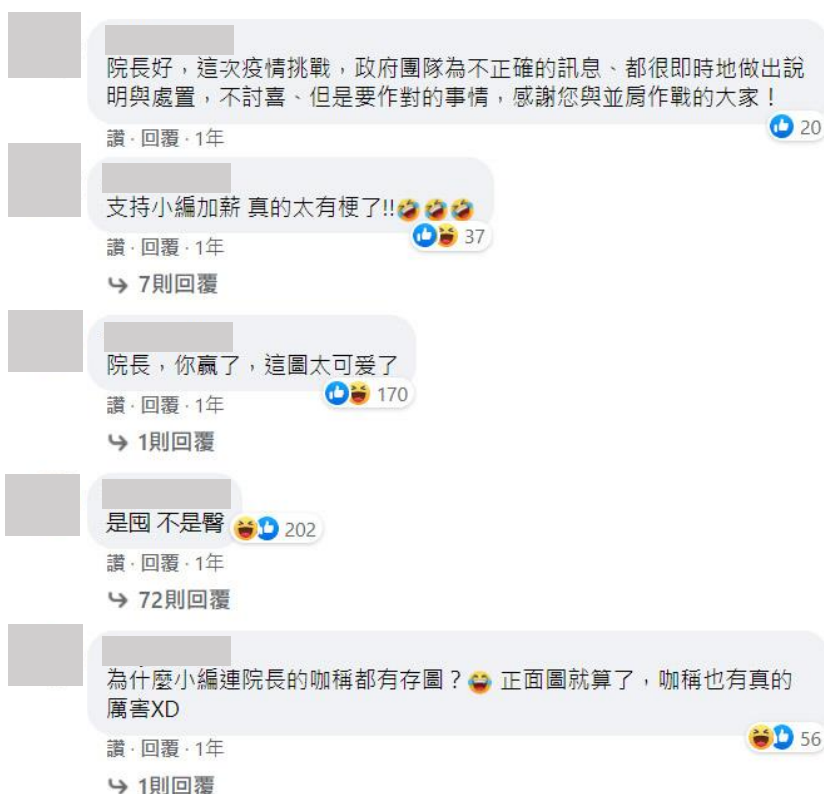 院長好，這次疫情挑戰，政府團隊為不正確的訊息、都很即時地做出說
明與處置，不討喜、但是要作對的事情，感謝您與並肩作戰的大家！
20
讚 · 回覆 · 1年
支持小編加薪 真的太有梗了!!🤣🤣🤣
37
讚 · 回覆 · 1年
7則回覆
院長，你贏了，這圖太可愛了
170
讚 · 回覆 · 1年
1則回覆
是囤 不是臀
202
讚 · 回覆 · 1年
72則回覆
為什麼小編連院長的咖稱都有存圖？😂 正面圖就算了，咖稱也有真的
厲害XD
56
讚 · 回覆 · 1年
1則回覆